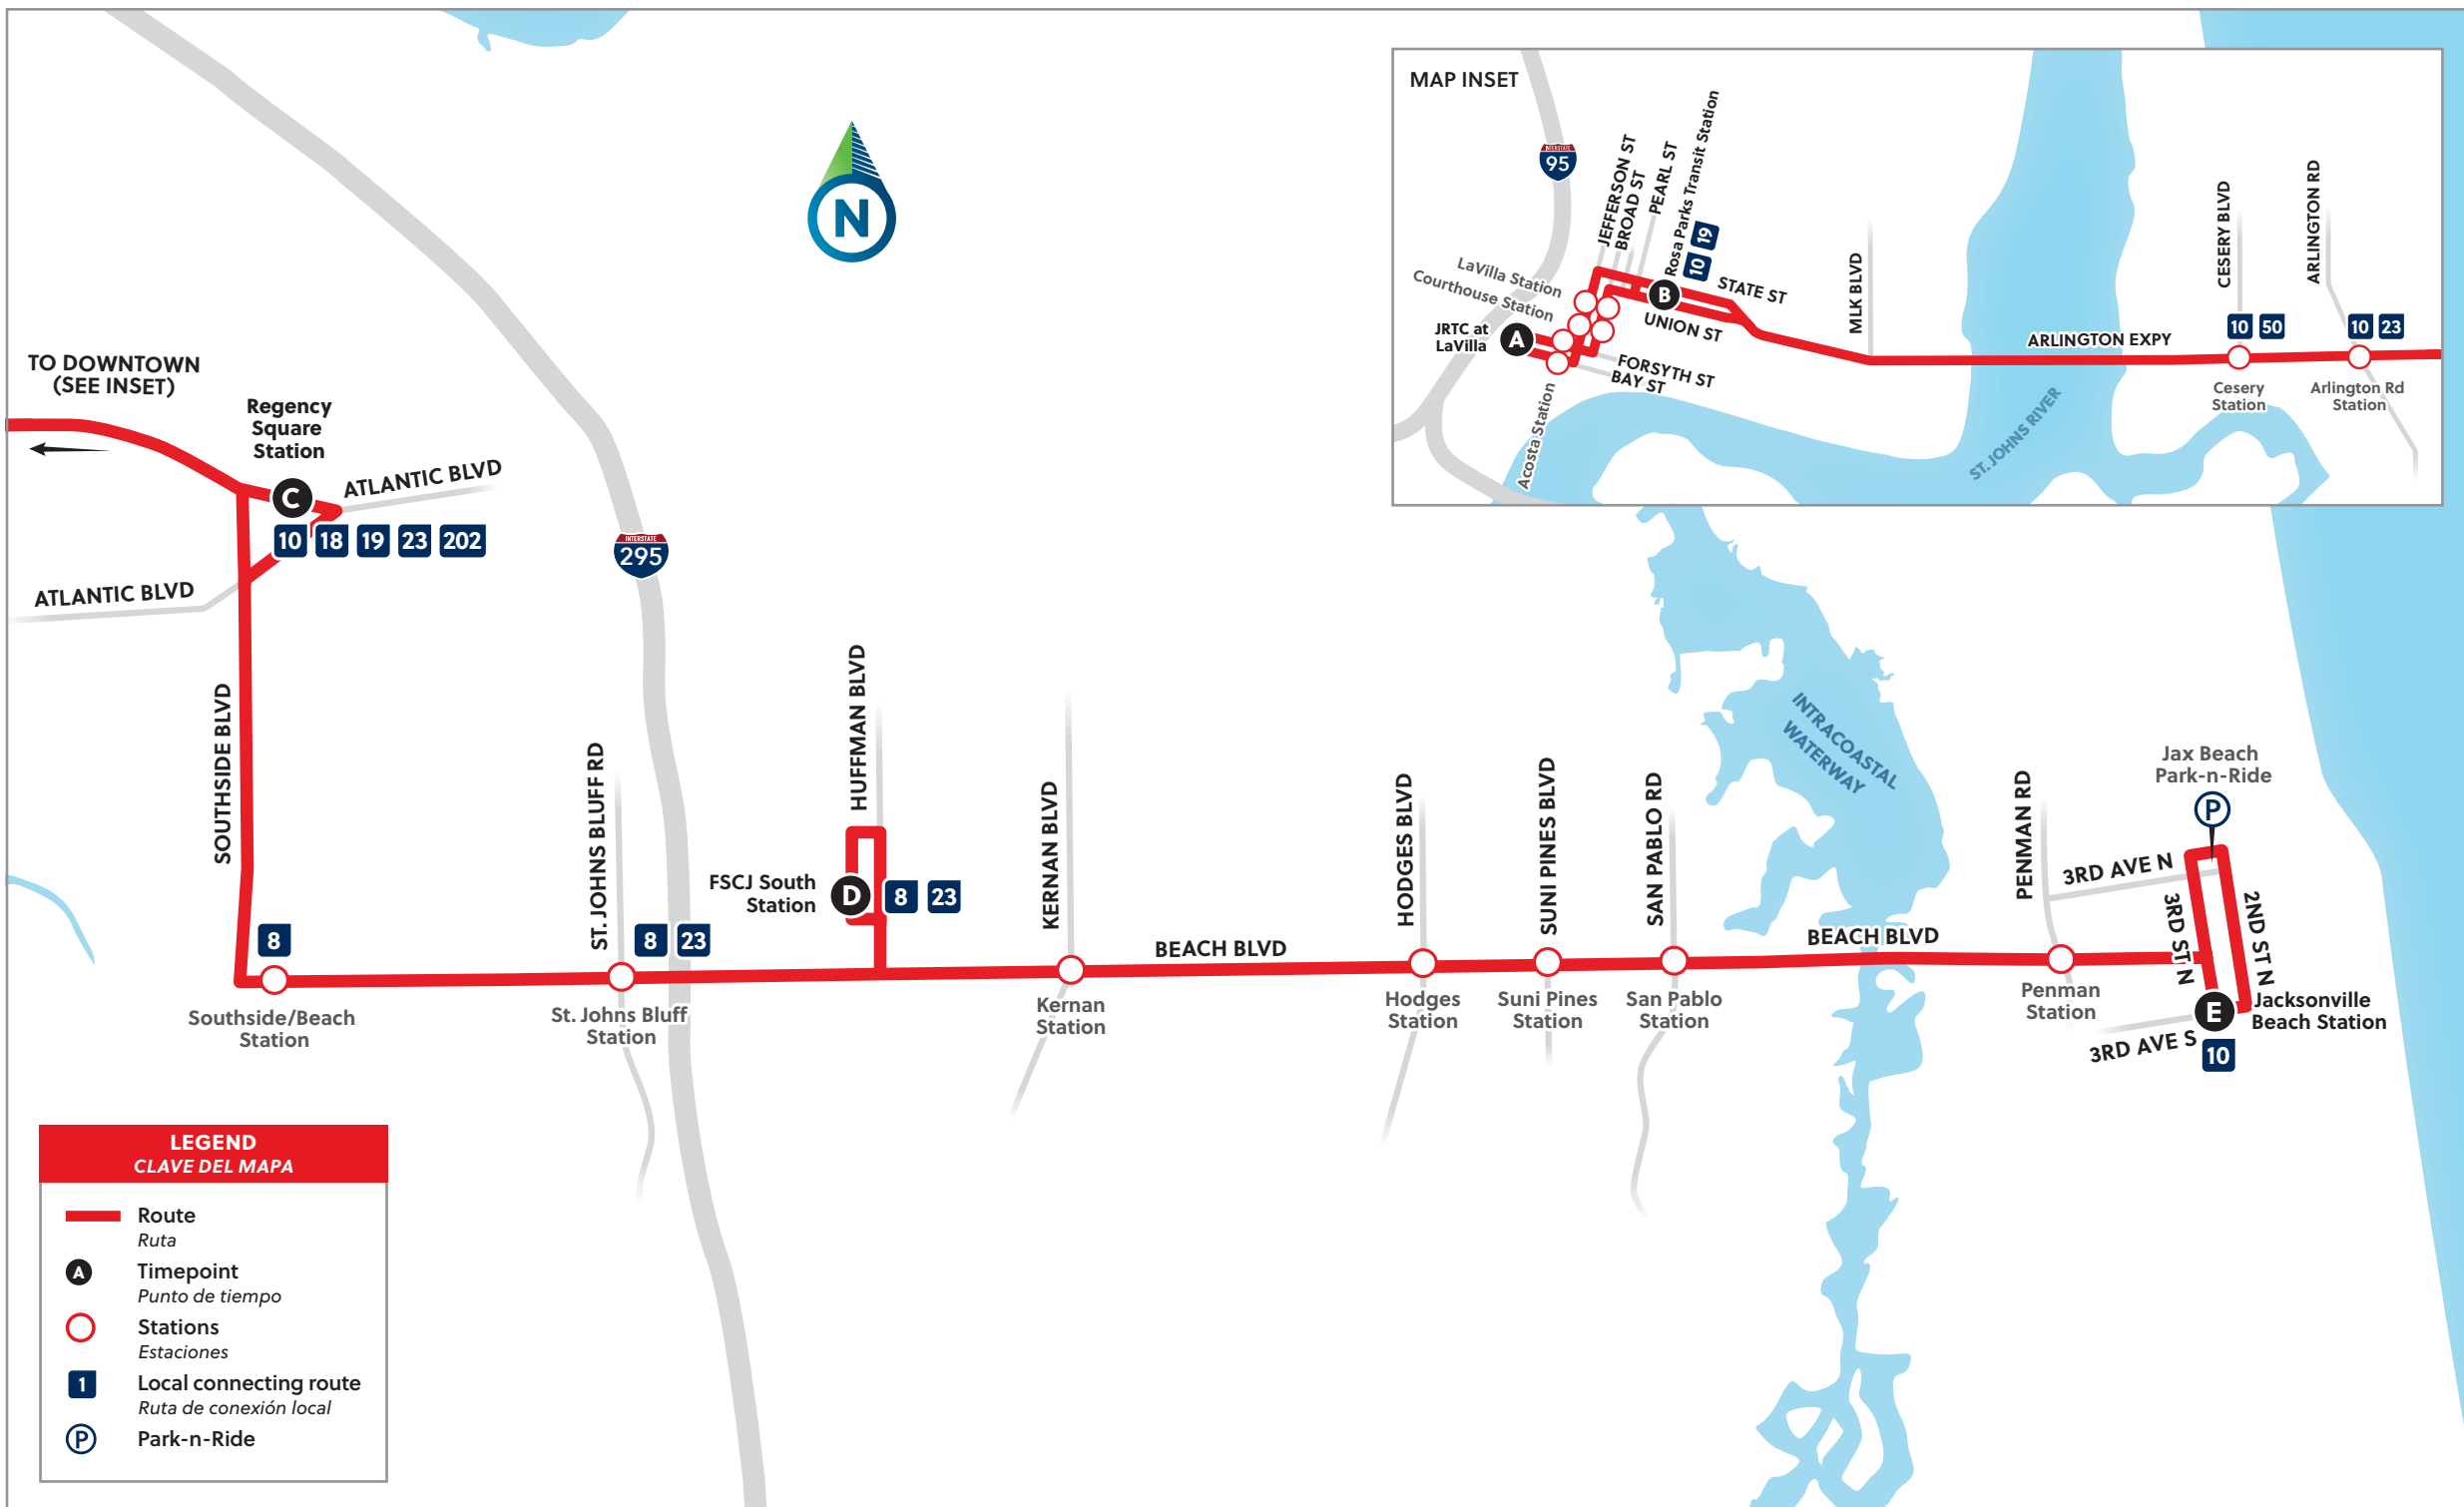 MAP INSET
INTERSTATE
95
JEFFERSON ST
BROAD ST
PEARL ST
Rosa Parks Transit Station
10 19
LaVilla Station
Courthouse Station
JRTC at
LaVilla
A
B
STATE ST
UNION ST
FORSYTH ST
BAY ST
Acosta Station
MLK BLVD
ARLINGTON EXPY
ST. JOHNS RIVER
CESERY BLVD
10 50
Cesery
Station
ARLINGTON RD
10 23
Arlington Rd
Station
N
TO DOWNTOWN
(SEE INSET)
Regency
Square
Station
C
ATLANTIC BLVD
10 18 19 23 202
ATLANTIC BLVD
INTERSTATE
295
SOUTHSIDE BLVD
8
Southside/Beach
Station
ST. JOHNS BLUFF RD
8 23
St. Johns Bluff
Station
HUFFMAN BLVD
FSCJ South
Station
D
8 23
KERNAN BLVD
Kernan
Station
BEACH BLVD
HODGES BLVD
Hodges
Station
SUNI PINES BLVD
Suni Pines
Station
SAN PABLO RD
San Pablo
Station
INTRACOASTAL
WATERWAY
BEACH BLVD
PENMAN RD
Penman
Station
Jax Beach
Park-n-Ride
P
3RD AVE N
3RD ST N
2ND ST N
E
Jacksonville
Beach Station
3RD AVE S
10
LEGEND
CLAVE DEL MAPA
Route
Ruta
A
Timepoint
Punto de tiempo
Stations
Estaciones
1
Local connecting route
Ruta de conexión local
P
Park-n-Ride